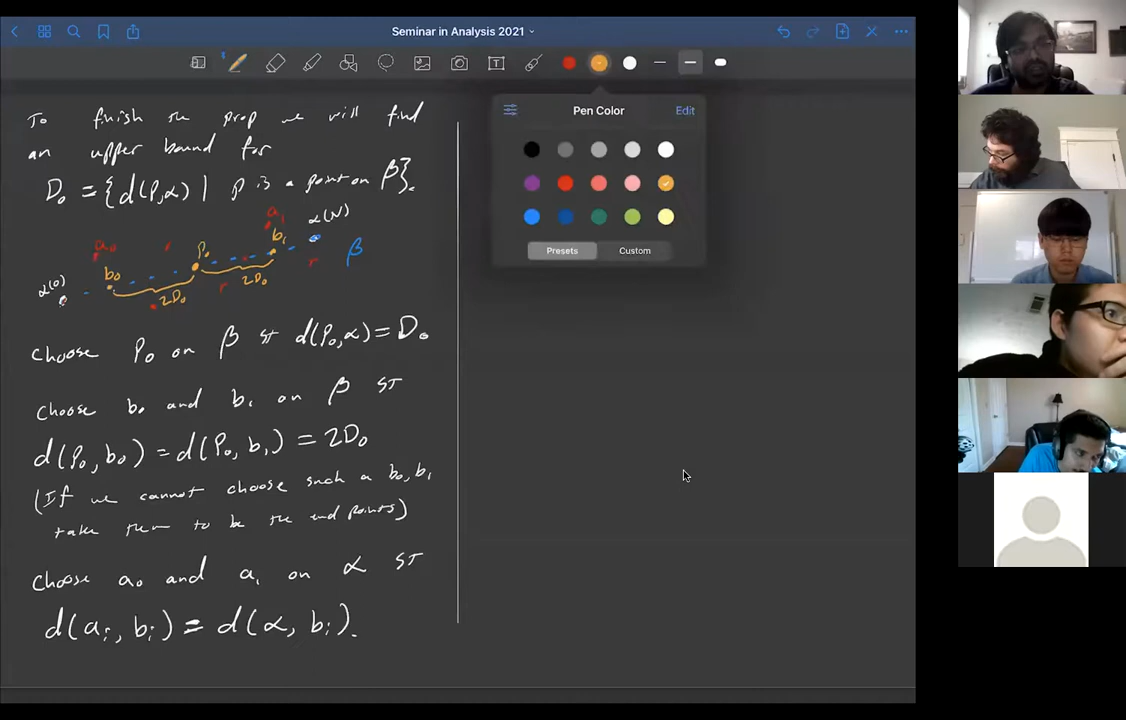 Seminar in Analysis 2021
Pen Color
Edit
Presets
Custom
To finish the prop we will find
an upper bound for
D₀ = {d(P,α) | P is a point on β}.
a₁
α(N)
a₀
r
P₀
b₁
β
α(0)
b₀
2D₀
2D₀
r
r
Choose P₀ on β ST d(P₀,α) = D₀
Choose b₀ and b₁ on β ST
d(P₀, b₀) = d(P₀, b₁) = 2D₀
(If we cannot choose such a b₀, b₁
take them to be the end points)
Choose a₀ and a₁ on α ST
d(aᵢ, bᵢ) = d(α, bᵢ).